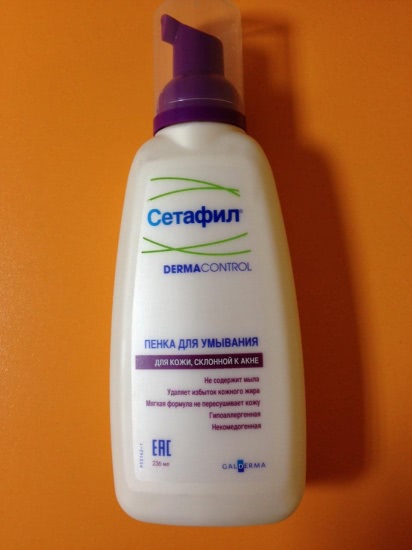 Сетафил®
DERMACONTROL
ПЕНКА ДЛЯ УМЫВАНИЯ
ДЛЯ КОЖИ, СКЛОННОЙ К АКНЕ
Не содержит мыла
Удаляет избыток кожного жира
Мягкая формула не пересушивает кожу
Гипоаллергенная
Некомедогенная
EAC
236 мл
GALDERMA